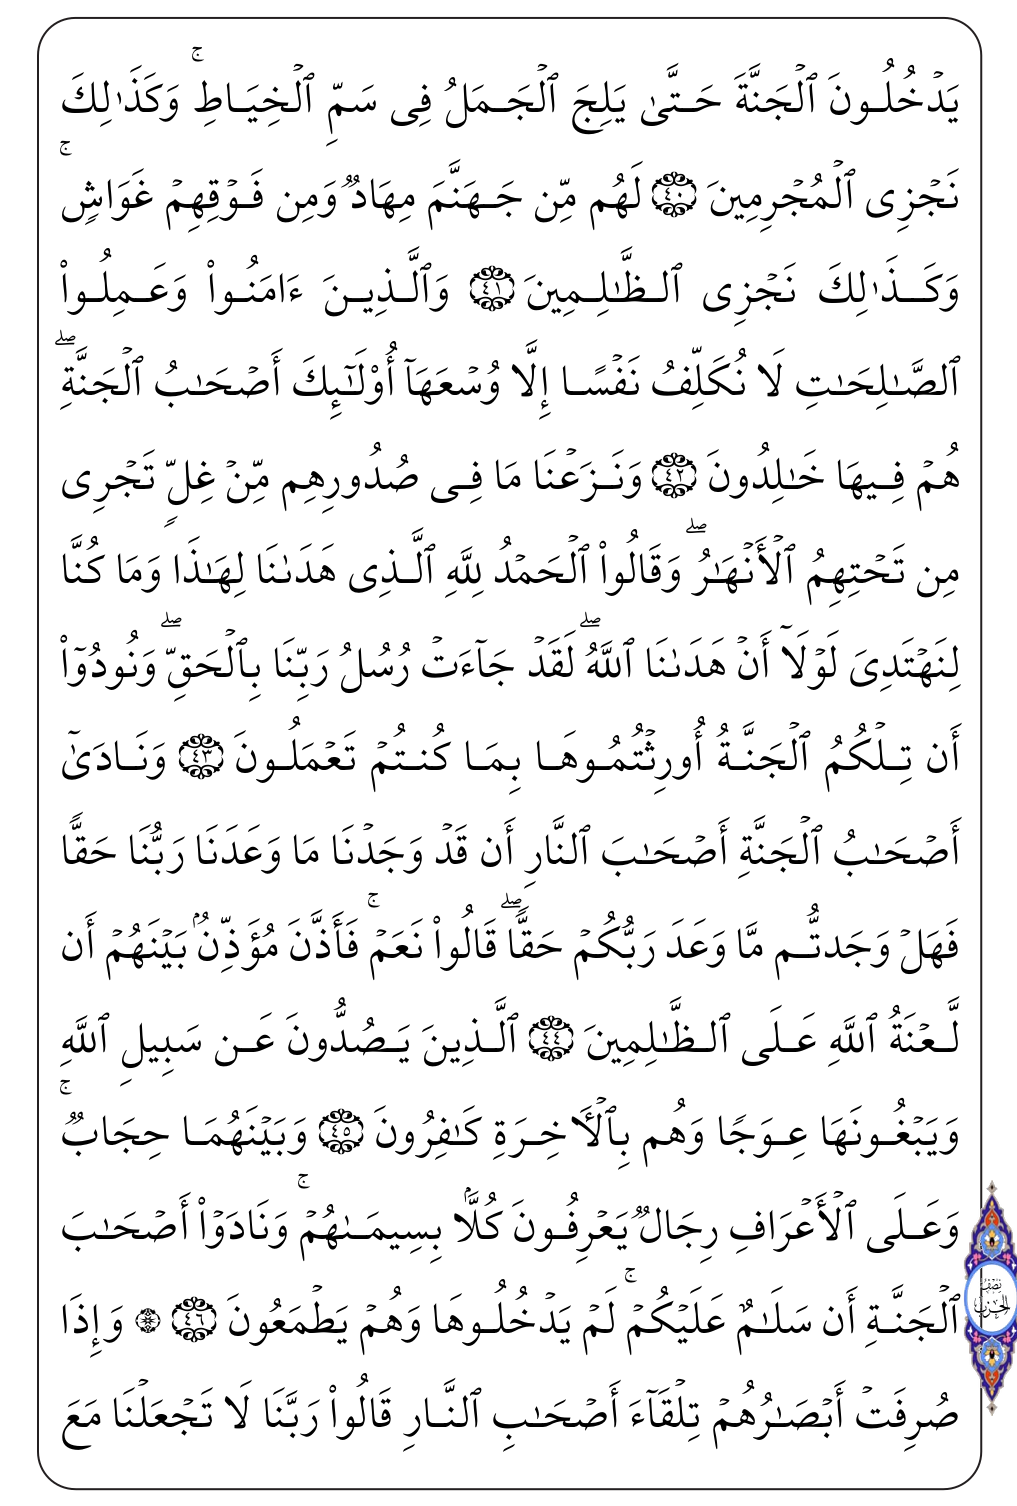 يَدۡخُلُونَ ٱلۡجَنَّةَ حَتَّىٰ يَلِجَ ٱلۡجَمَلُ فِى سَمِّ ٱلۡخِيَاطِۚ وَكَذَٰلِكَ
نَجۡزِى ٱلۡمُجۡرِمِينَ ٤٠ لَهُم مِّن جَهَنَّمَ مِهَادٌ وَمِن فَوۡقِهِمۡ غَوَاشٍۚ
وَكَذَٰلِكَ نَجۡزِى ٱلظَّٰلِمِينَ ٤١ وَٱلَّذِينَ ءَامَنُواْ وَعَمِلُواْ
ٱلصَّٰلِحَٰتِ لَا نُكَلِّفُ نَفۡسًا إِلَّا وُسۡعَهَآ أُوْلَٰٓئِكَ أَصۡحَٰبُ ٱلۡجَنَّةِۖ
هُمۡ فِيهَا خَٰلِدُونَ ٤٢ وَنَزَعۡنَا مَا فِى صُدُورِهِم مِّنۡ غِلٍّ تَجۡرِى
مِن تَحۡتِهِمُ ٱلۡأَنۡهَٰرُۖ وَقَالُواْ ٱلۡحَمۡدُ لِلَّهِ ٱلَّذِى هَدَىٰنَا لِهَٰذَا وَمَا كُنَّا
لِنَهۡتَدِىَ لَوۡلَآ أَنۡ هَدَىٰنَا ٱللَّهُۖ لَقَدۡ جَآءَتۡ رُسُلُ رَبِّنَا بِٱلۡحَقِّۖ وَنُودُوٓاْ
أَن تِلۡكُمُ ٱلۡجَنَّةُ أُورِثۡتُمُوهَا بِمَا كُنتُمۡ تَعۡمَلُونَ ٤٣ وَنَادَىٰٓ
أَصۡحَٰبُ ٱلۡجَنَّةِ أَصۡحَٰبَ ٱلنَّارِ أَن قَدۡ وَجَدۡنَا مَا وَعَدَنَا رَبُّنَا حَقًّا
فَهَلۡ وَجَدتُّم مَّا وَعَدَ رَبُّكُمۡ حَقًّاۖ قَالُواْ نَعَمۡۚ فَأَذَّنَ مُؤَذِّنُۢ بَيۡنَهُمۡ أَن
لَّعۡنَةُ ٱللَّهِ عَلَى ٱلظَّٰلِمِينَ ٤٤ ٱلَّذِينَ يَصُدُّونَ عَن سَبِيلِ ٱللَّهِ
وَيَبۡغُونَهَا عِوَجًا وَهُم بِٱلۡأٓخِرَةِ كَٰفِرُونَ ٤٥ وَبَيۡنَهُمَا حِجَابٌۚ
وَعَلَى ٱلۡأَعۡرَافِ رِجَالٌ يَعۡرِفُونَ كُلَّۢا بِسِيمَىٰهُمۡۚ وَنَادَوۡاْ أَصۡحَٰبَ
ٱلۡجَنَّةِ أَن سَلَٰمٌ عَلَيۡكُمۡۚ لَمۡ يَدۡخُلُوهَا وَهُمۡ يَطۡمَعُونَ ٤٦ ۞ وَإِذَا
صُرِفَتۡ أَبۡصَٰرُهُمۡ تِلۡقَآءَ أَصۡحَٰبِ ٱلنَّارِ قَالُواْ رَبَّنَا لَا تَجۡعَلۡنَا مَعَ
نصف
الحزب